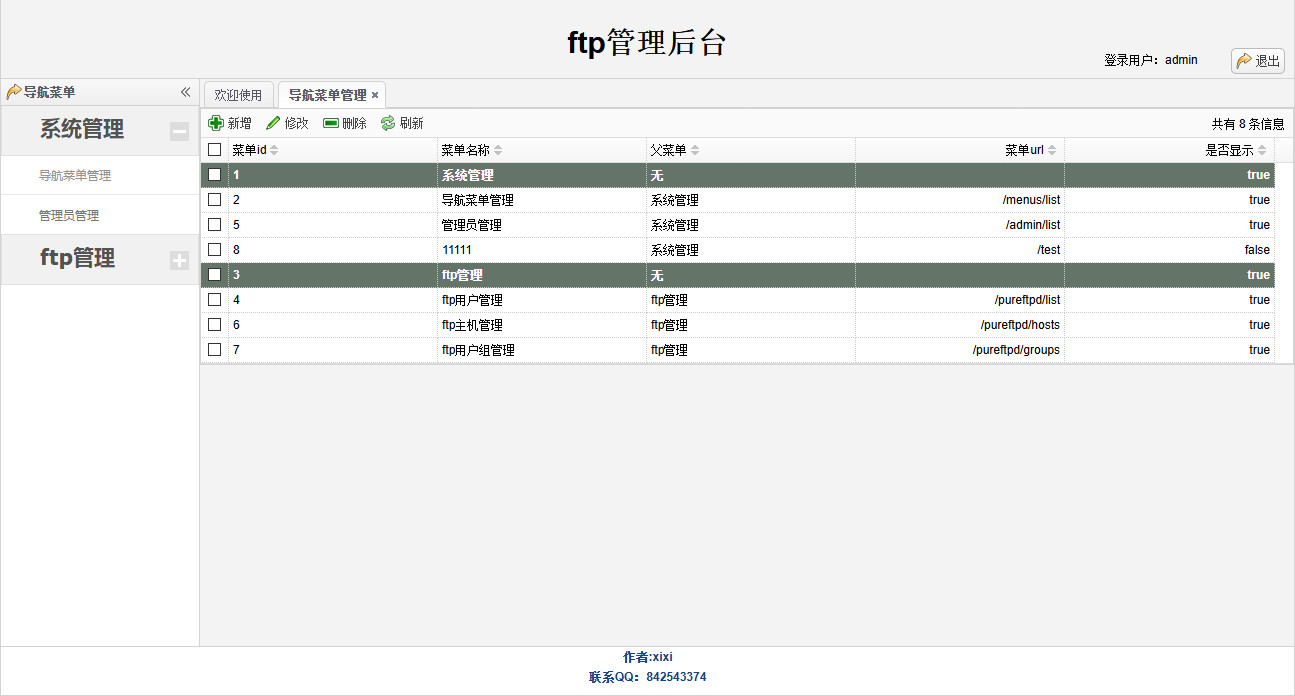 ftp管理后台
登录用户：admin 退出
导航菜单 欢迎使用 导航菜单管理
系统管理
导航菜单管理
管理员管理
ftp管理
新增 修改 删除 刷新 共有 8 条信息
菜单id 菜单名称 父菜单 菜单url 是否显示
1 系统管理 无 true
2 导航菜单管理 系统管理 /menus/list true
5 管理员管理 系统管理 /admin/list true
8 11111 系统管理 /test false
3 ftp管理 无 true
4 ftp用户管理 ftp管理 /pureftpd/list true
6 ftp主机管理 ftp管理 /pureftpd/hosts true
7 ftp用户组管理 ftp管理 /pureftpd/groups true
作者:xixi
联系QQ：842543374